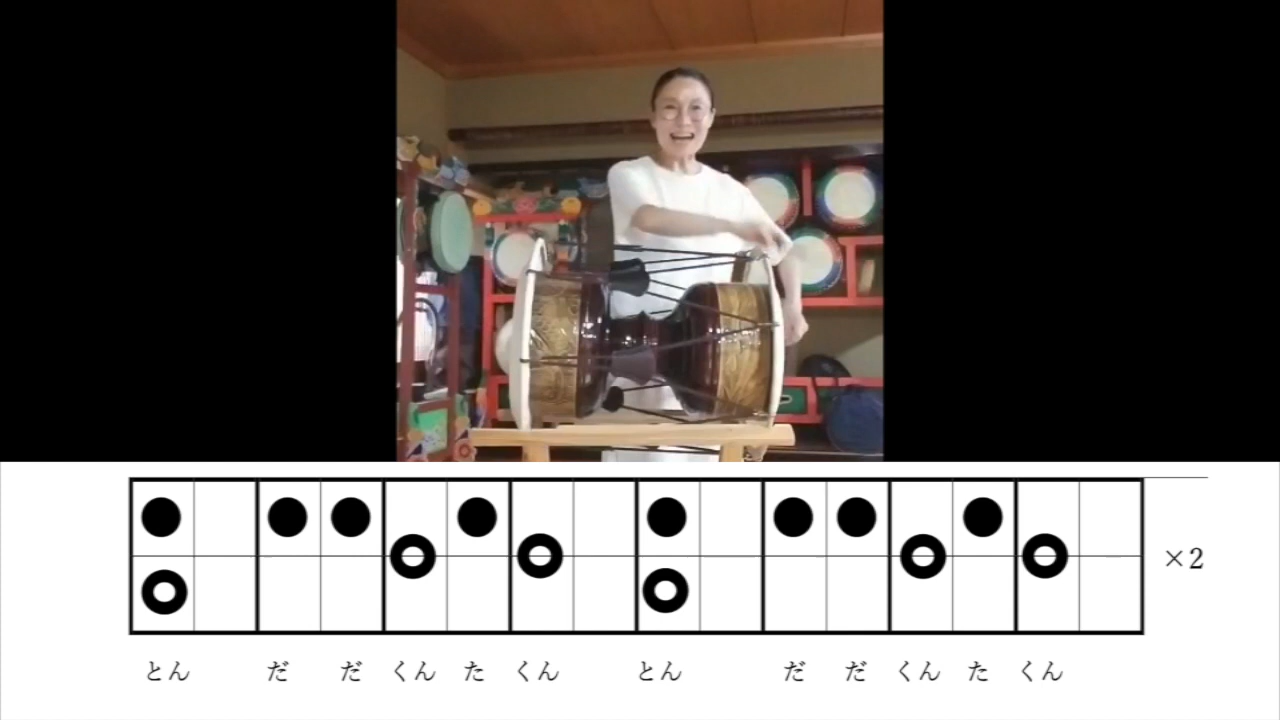 ×2
とん だ だ くん た くん とん だ だ くん た くん